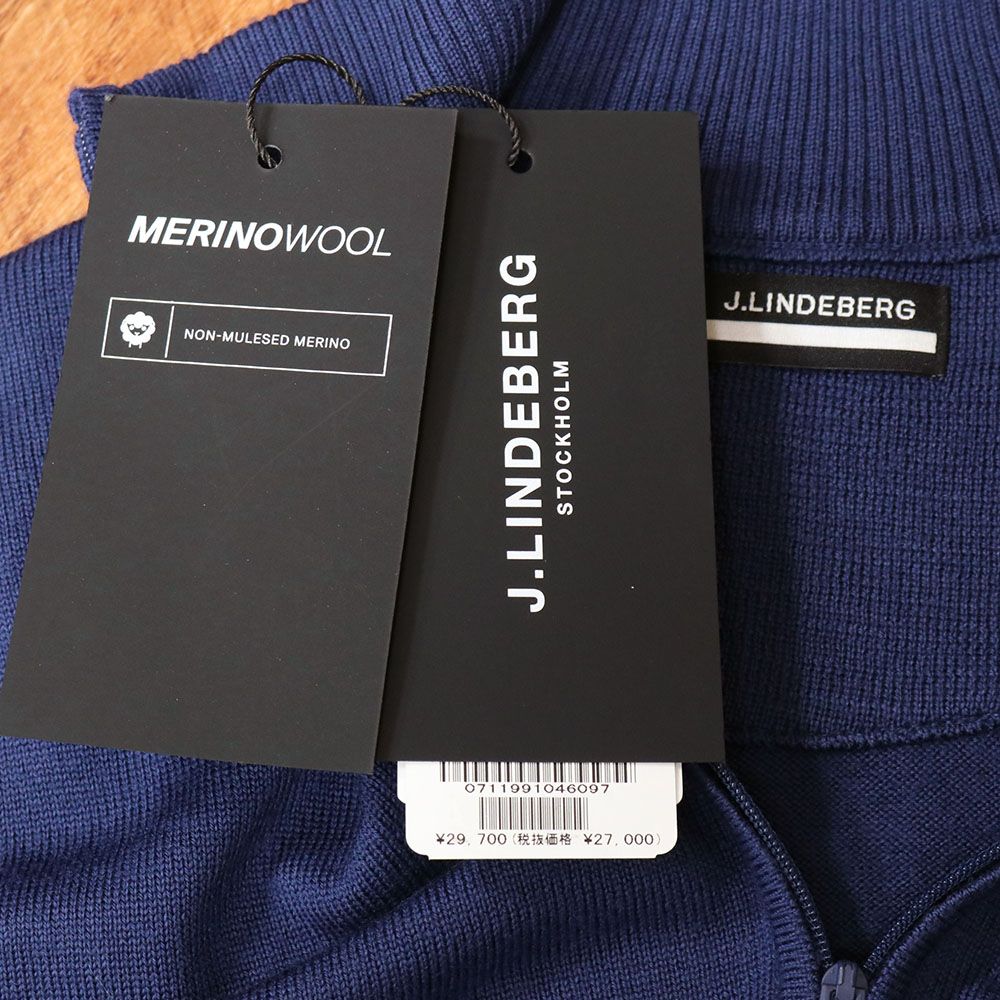 MERINOWOOL
NON-MULESED MERINO
J.LINDEBERG
STOCKHOLM
J.LINDEBERG
0711991046097
¥29,700(税抜価格 ¥27,000)